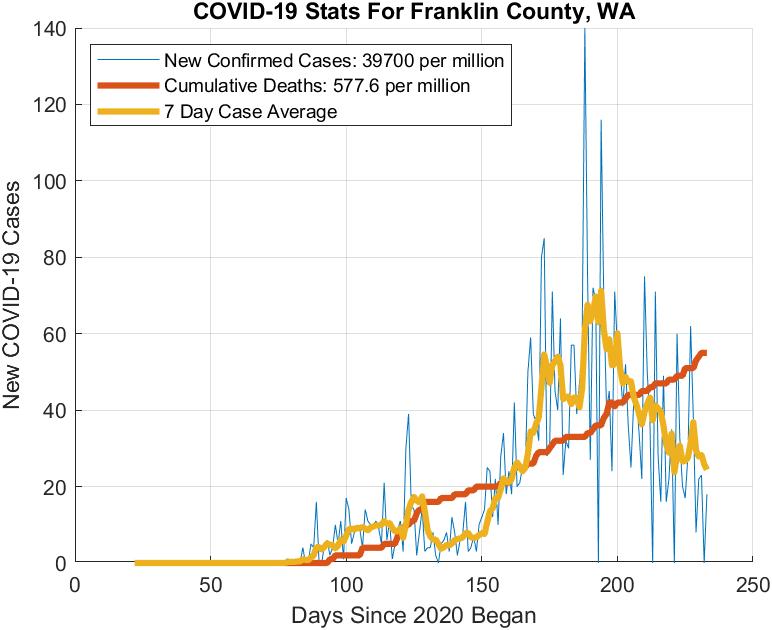 COVID-19 Stats For Franklin County, WA
New Confirmed Cases: 39700 per million
Cumulative Deaths: 577.6 per million
7 Day Case Average
New COVID-19 Cases
140
120
100
80
60
40
20
0
0 50 100 150 200 250
Days Since 2020 Began